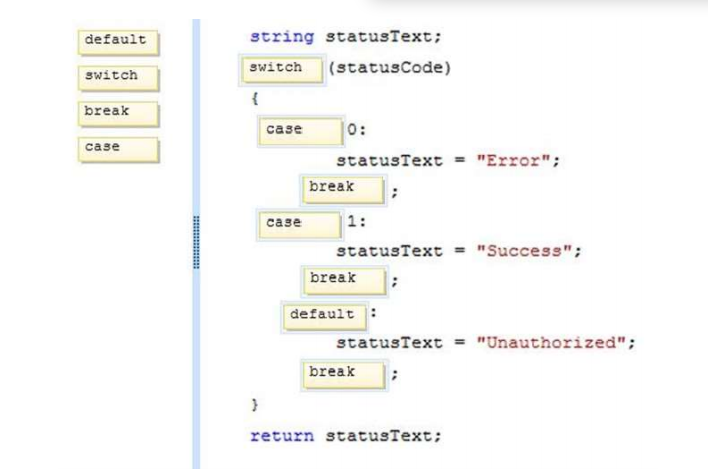 default
switch
break
case
string statusText;
switch (statusCode)
{
case 0:
statusText = "Error";
break ;
case 1:
statusText = "Success";
break ;
default :
statusText = "Unauthorized";
break ;
}
return statusText;